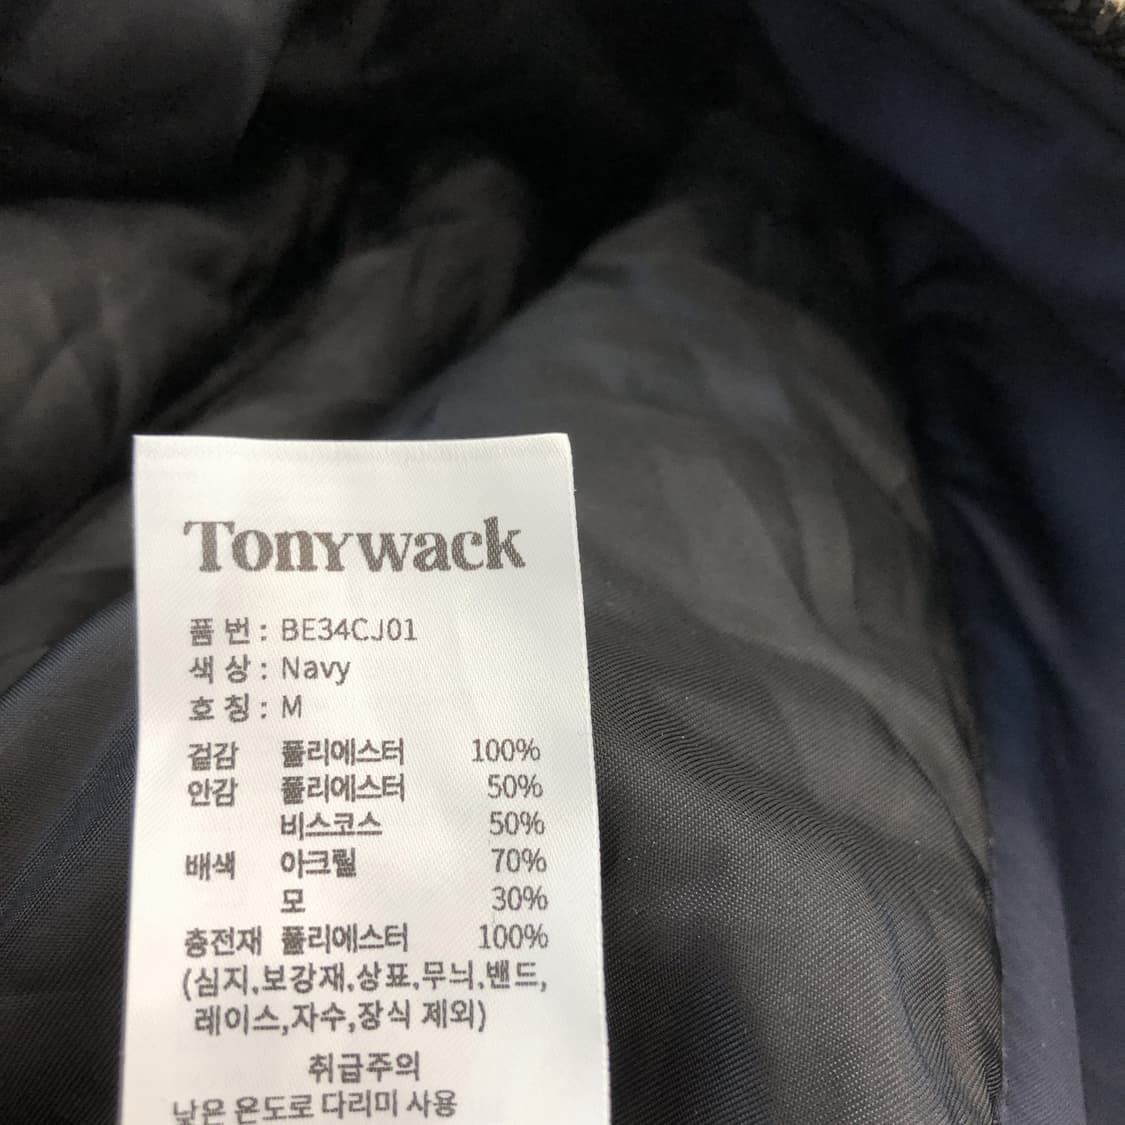 Tonywack
품 번 : BE34CJ01
색 상 : Navy
호 칭 : M
겉감 폴리에스터 100%
안감 폴리에스터 50%
비스코스 50%
배색 아크릴 70%
모 30%
충전재 폴리에스터 100%
(심지,보강재,상표,무늬,밴드,
레이스,자수,장식 제외)
취급주의
낮은 온도로 다리미 사용